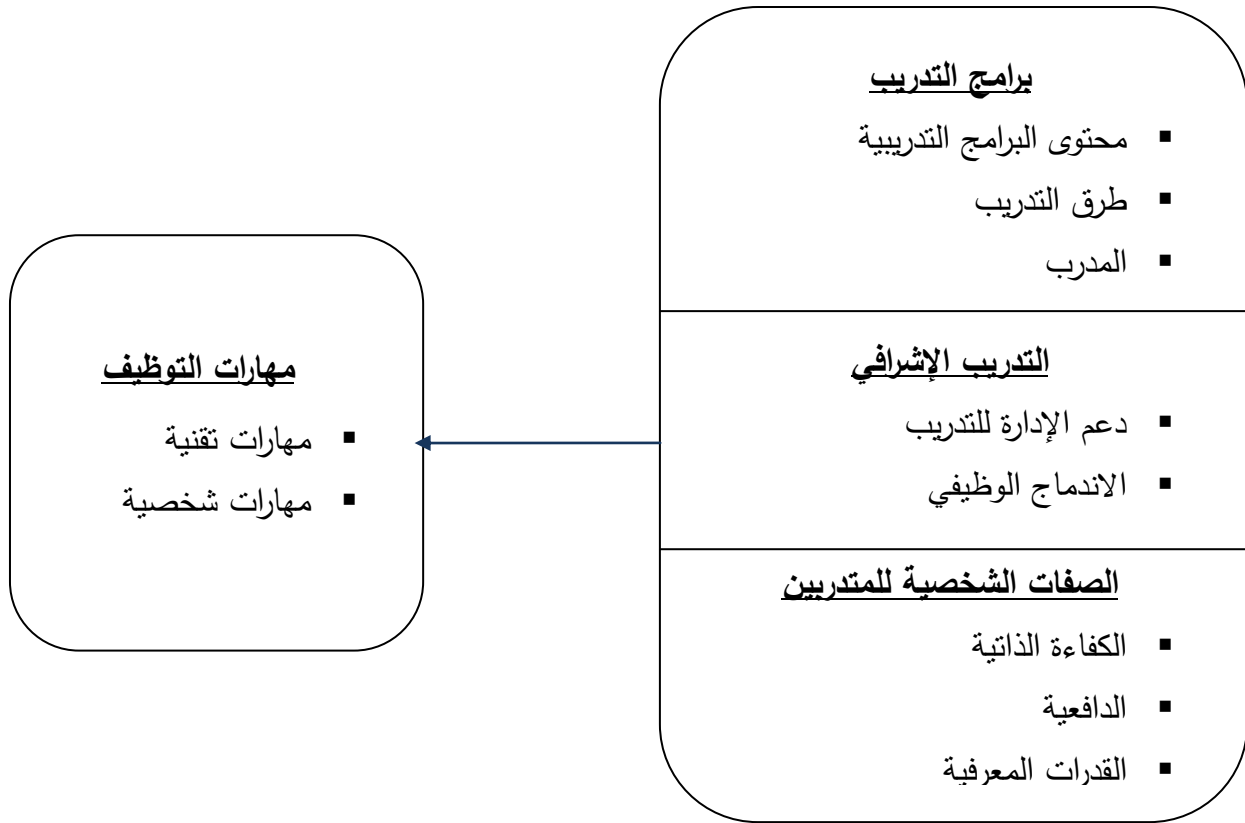 برامج التدريب
▪ محتوى البرامج التدريبية
▪ طرق التدريب
▪ المدرب
التدريب الإشرافي
▪ دعم الإدارة للتدريب
▪ الاندماج الوظيفي
الصفات الشخصية للمتدربين
▪ الكفاءة الذاتية
▪ الدافعية
▪ القدرات المعرفية
مهارات التوظيف
▪ مهارات تقنية
▪ مهارات شخصية